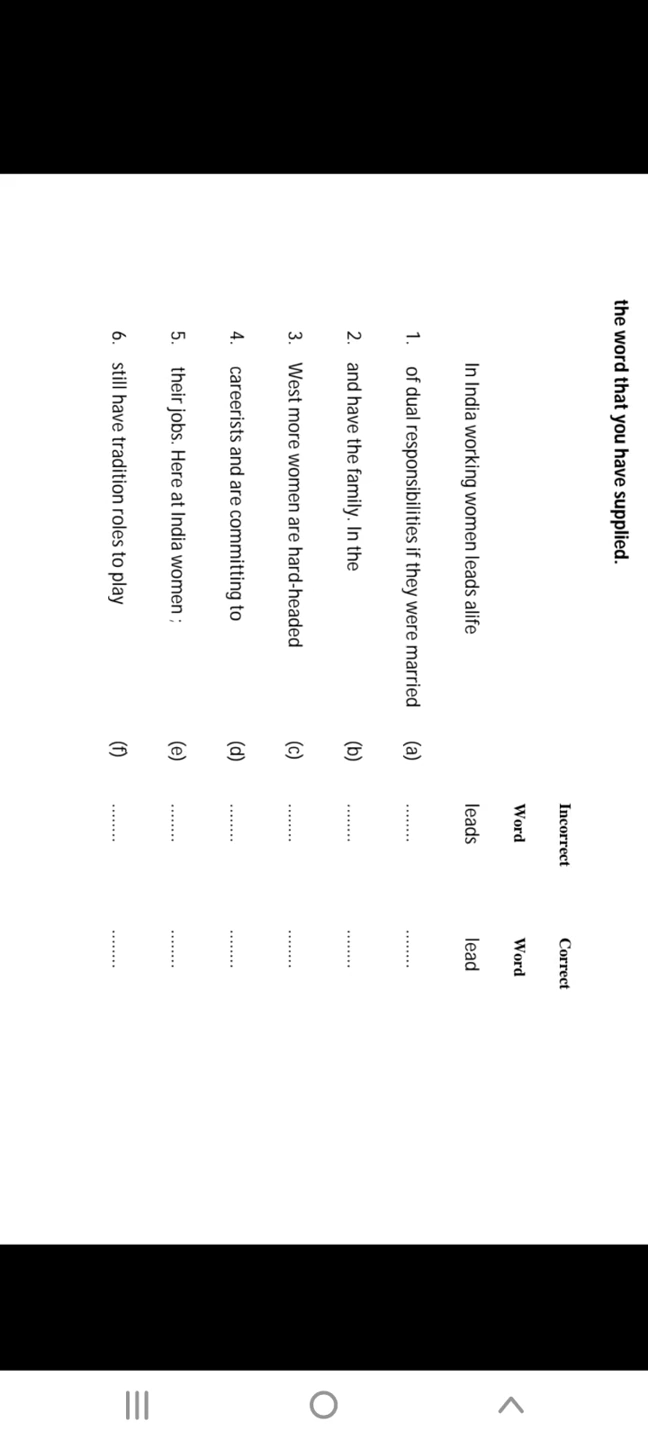 the word that you have supplied.
Incorrect Correct
Word Word
In India working women leads alife leads lead
1. of dual responsibilities if they were married (a) ........ ........
2. and have the family. In the (b) ........ ........
3. West more women are hard-headed (c) ........ ........
4. careerists and are committing to (d) ........ ........
5. their jobs. Here at India women ; (e) ........ ........
6. still have tradition roles to play (f) ........ ........